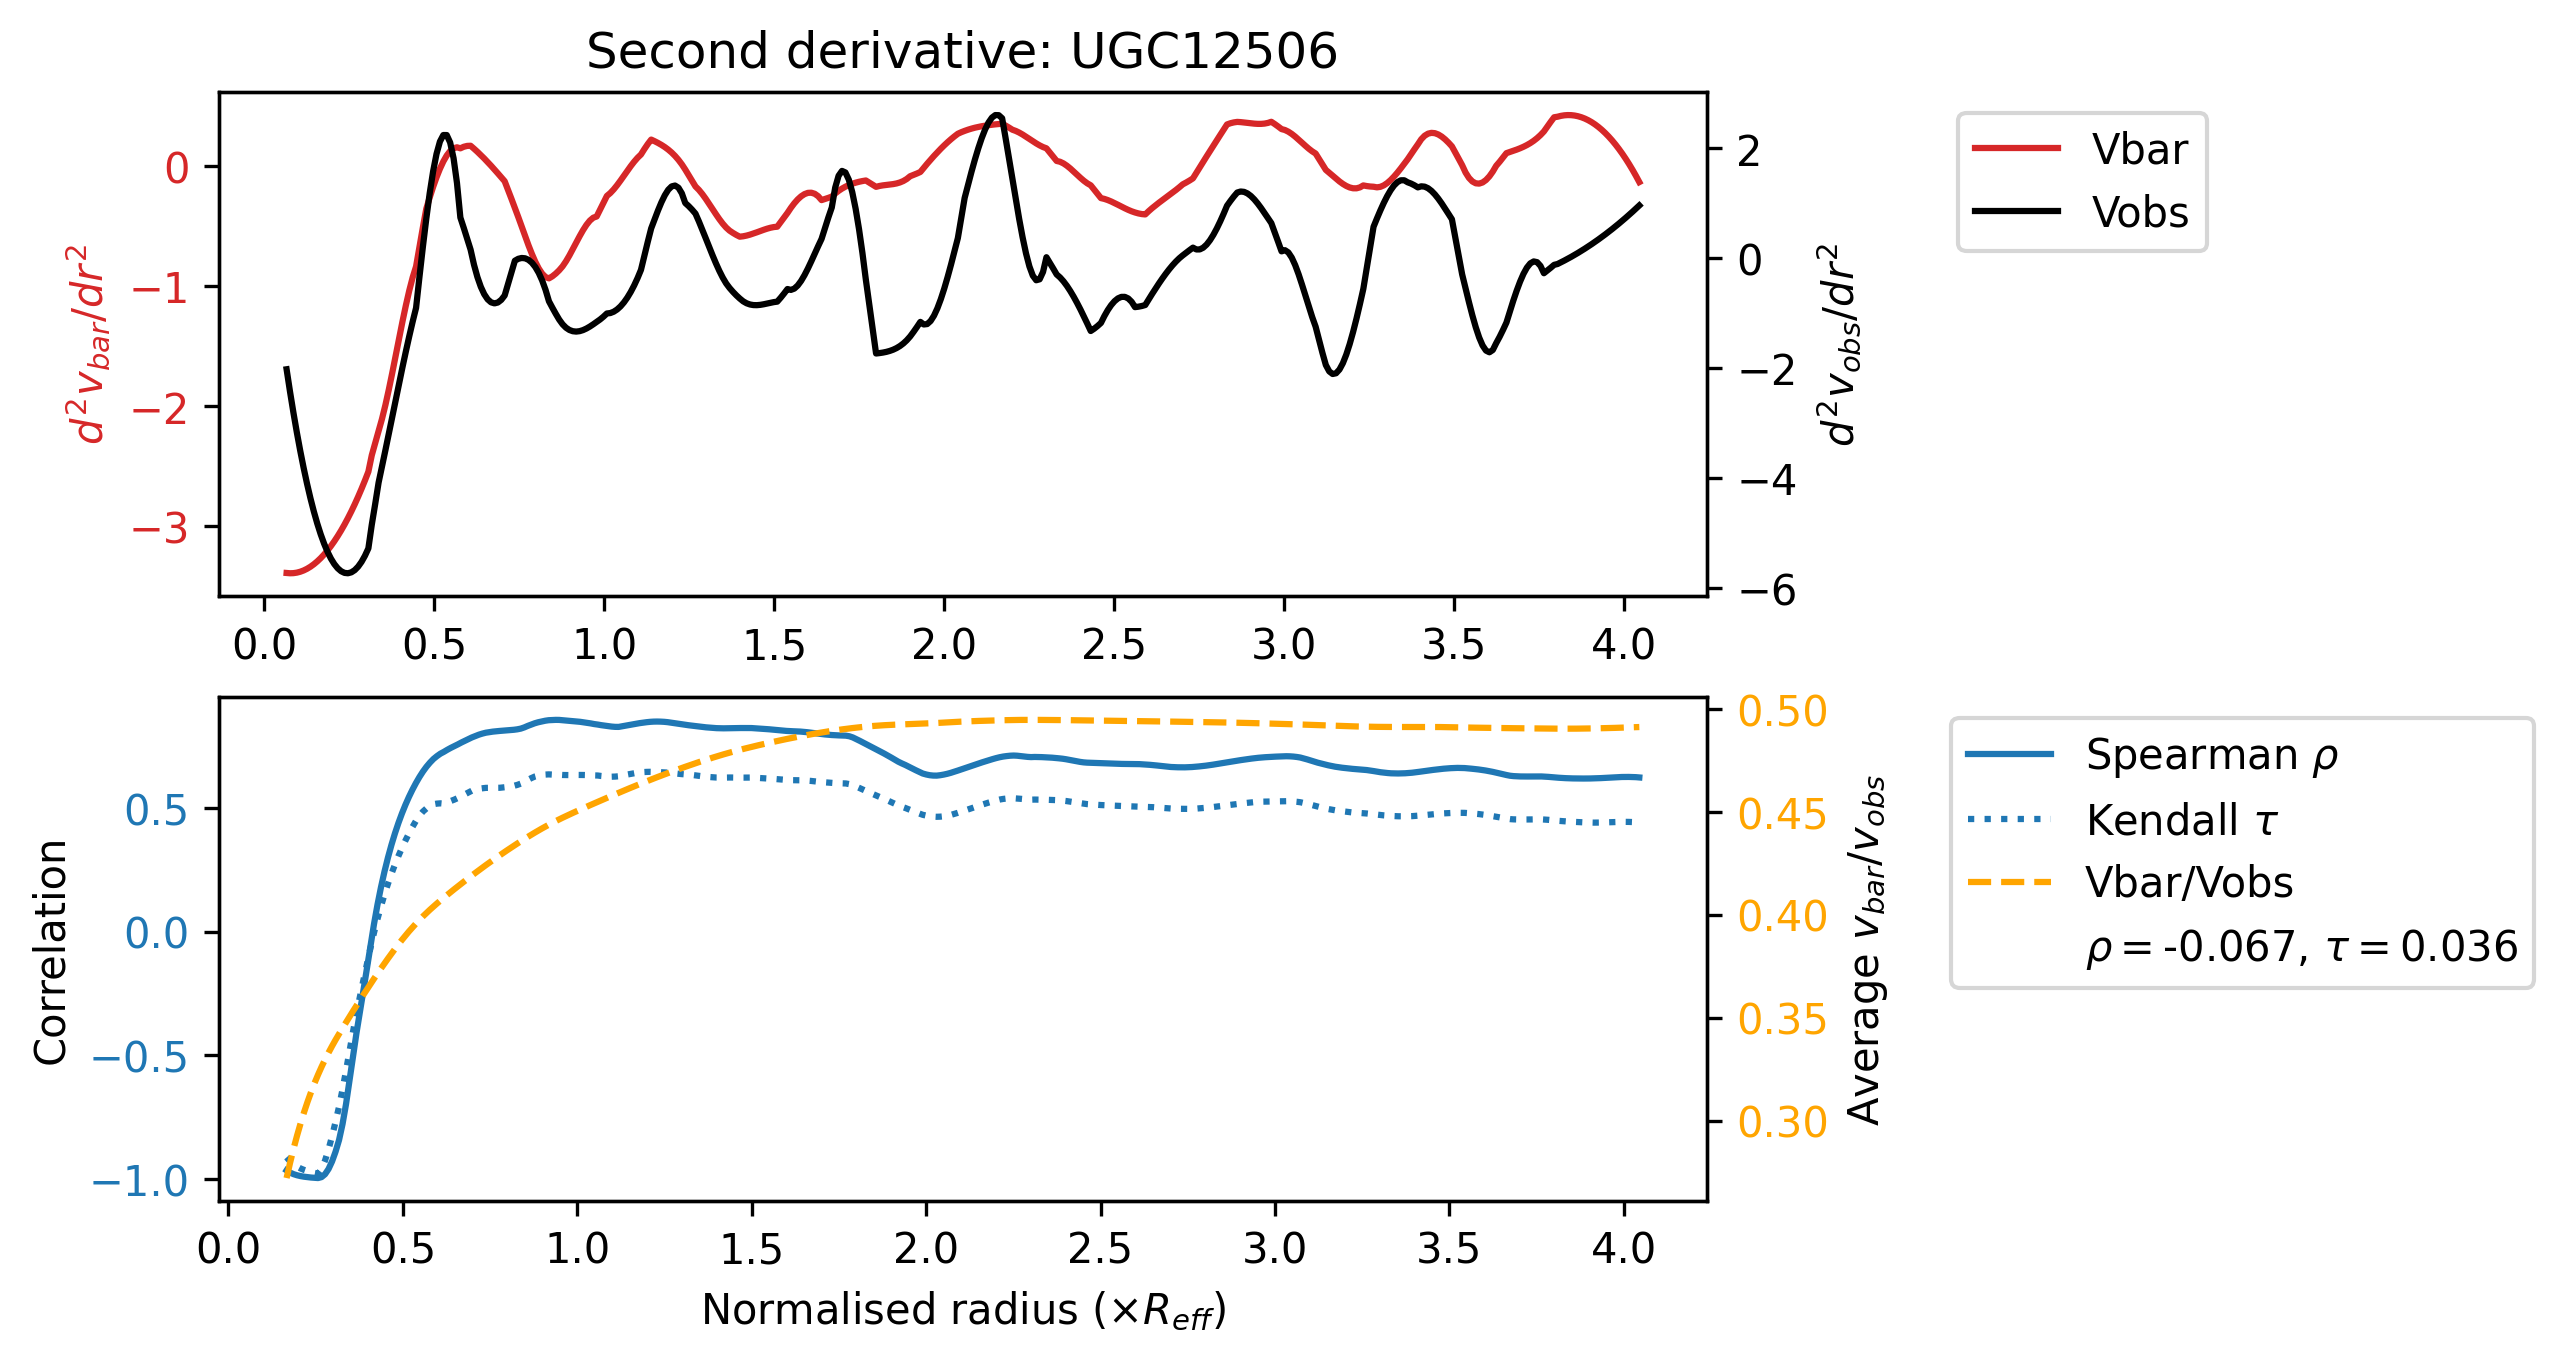 Second derivative: UGC12506
0
−1
−2
−3
d²v_bar/dr²
2
0
−2
−4
−6
d²v_obs/dr²
0.0 0.5 1.0 1.5 2.0 2.5 3.0 3.5 4.0
Vbar
Vobs
0.5
0.0
−0.5
−1.0
Correlation
0.50
0.45
0.40
0.35
0.30
Average v_bar/v_obs
0.0 0.5 1.0 1.5 2.0 2.5 3.0 3.5 4.0
Normalised radius (×R_eff)
Spearman ρ
Kendall τ
Vbar/Vobs
ρ = -0.067, τ = 0.036